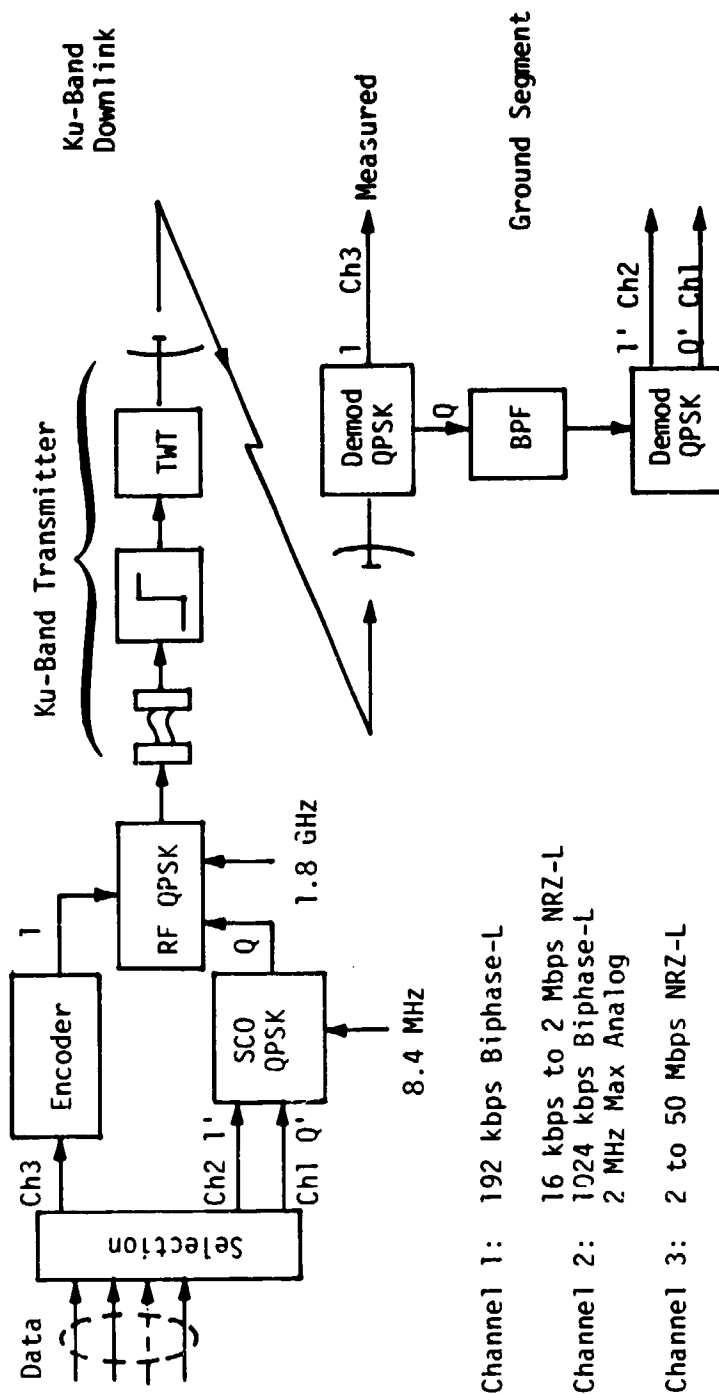 Data
Selection
Ch3
Encoder
I
Ch2 I'
Ch1 Q'
SCO
QPSK
8.4 MHz
Q
RF QPSK
1.8 GHz
Ku-Band Transmitter
TWT
Ku-Band
Downlink
Demod
QPSK
I
Ch3
Measured
Q
BPF
Demod
QPSK
I' Ch2
Q' Ch1
Ground Segment
Channel 1: 192 kbps Biphase-L
16 kbps to 2 Mbps NRZ-L
Channel 2: 1024 kbps Biphase-L
2 MHz Max Analog
Channel 3: 2 to 50 Mbps NRZ-L